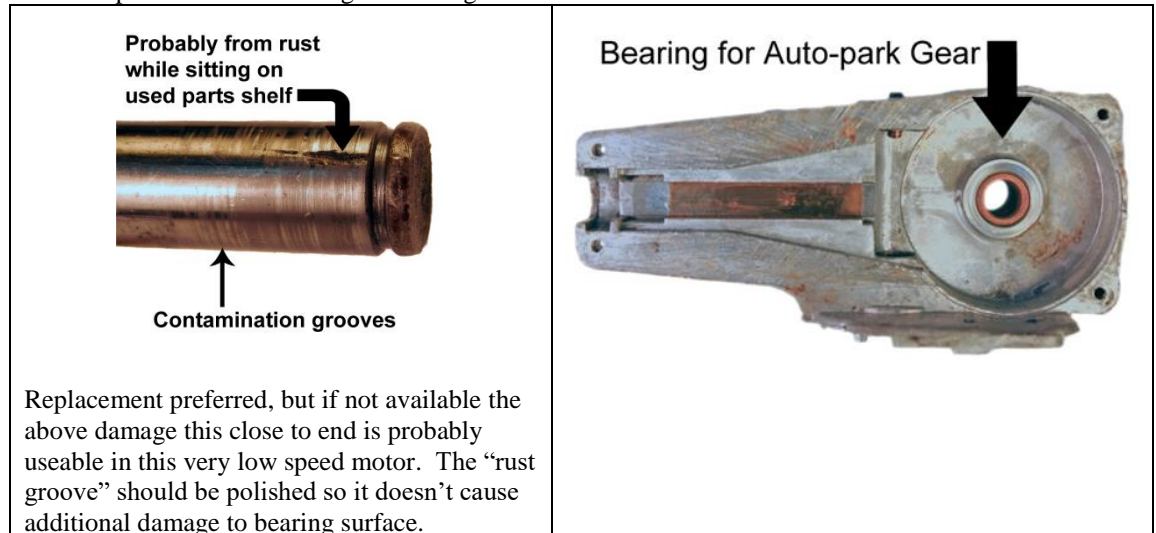 Probably from rust
while sitting on
used parts shelf
Contamination grooves
Replacement preferred, but if not available the
above damage this close to end is probably
useable in this very low speed motor.  The “rust
groove” should be polished so it doesn’t cause
additional damage to bearing surface.
Bearing for Auto-park Gear